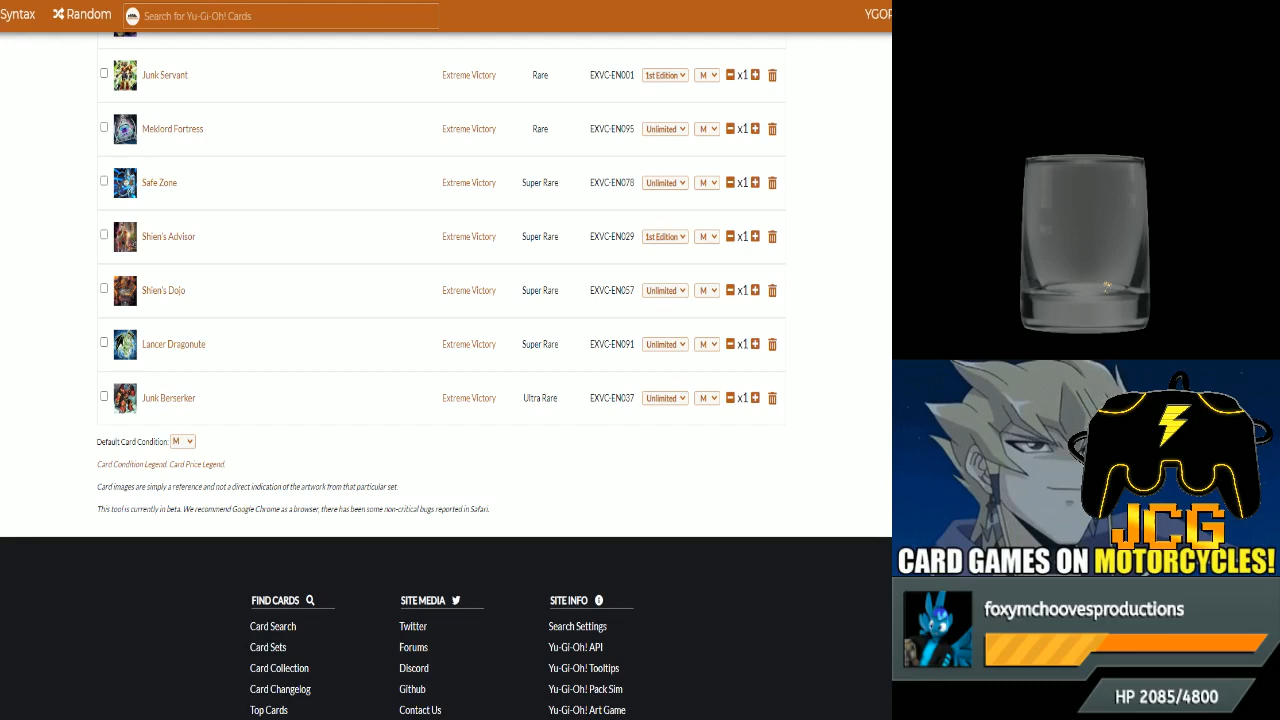 Syntax Random Search for Yu-Gi-Oh! Cards
Junk Servant Extreme Victory Rare EXVC-EN001 1st Edition M x1
Meklord Fortress Extreme Victory Rare EXVC-EN095 Unlimited M x1
Safe Zone Extreme Victory Super Rare EXVC-EN078 Unlimited M x1
Shien's Advisor Extreme Victory Super Rare EXVC-EN029 1st Edition M x1
Shien's Dojo Extreme Victory Super Rare EXVC-EN057 Unlimited M x1
Lancer Dragonute Extreme Victory Super Rare EXVC-EN091 Unlimited M x1
Junk Berserker Extreme Victory Ultra Rare EXVC-EN037 Unlimited M x1
Default Card Condition: M
Card Condition Legend. Card Price Legend.
Card images are simply a reference and not a direct indication of the artwork from that particular set.
This tool is currently in beta. We recommend Google Chrome as a browser, there has been some non-critical bugs reported in Safari.
FIND CARDS SITE MEDIA SITE INFO
Card Search Twitter Search Settings
Card Sets Forums Yu-Gi-Oh! API
Card Collection Discord Yu-Gi-Oh! Tooltips
Card Changelog Github Yu-Gi-Oh! Pack Sim
Top Cards Contact Us Yu-Gi-Oh! Art Game
JCG
CARD GAMES ON MOTORCYCLES!
foxymchoovesproductions
HP 2085/4800